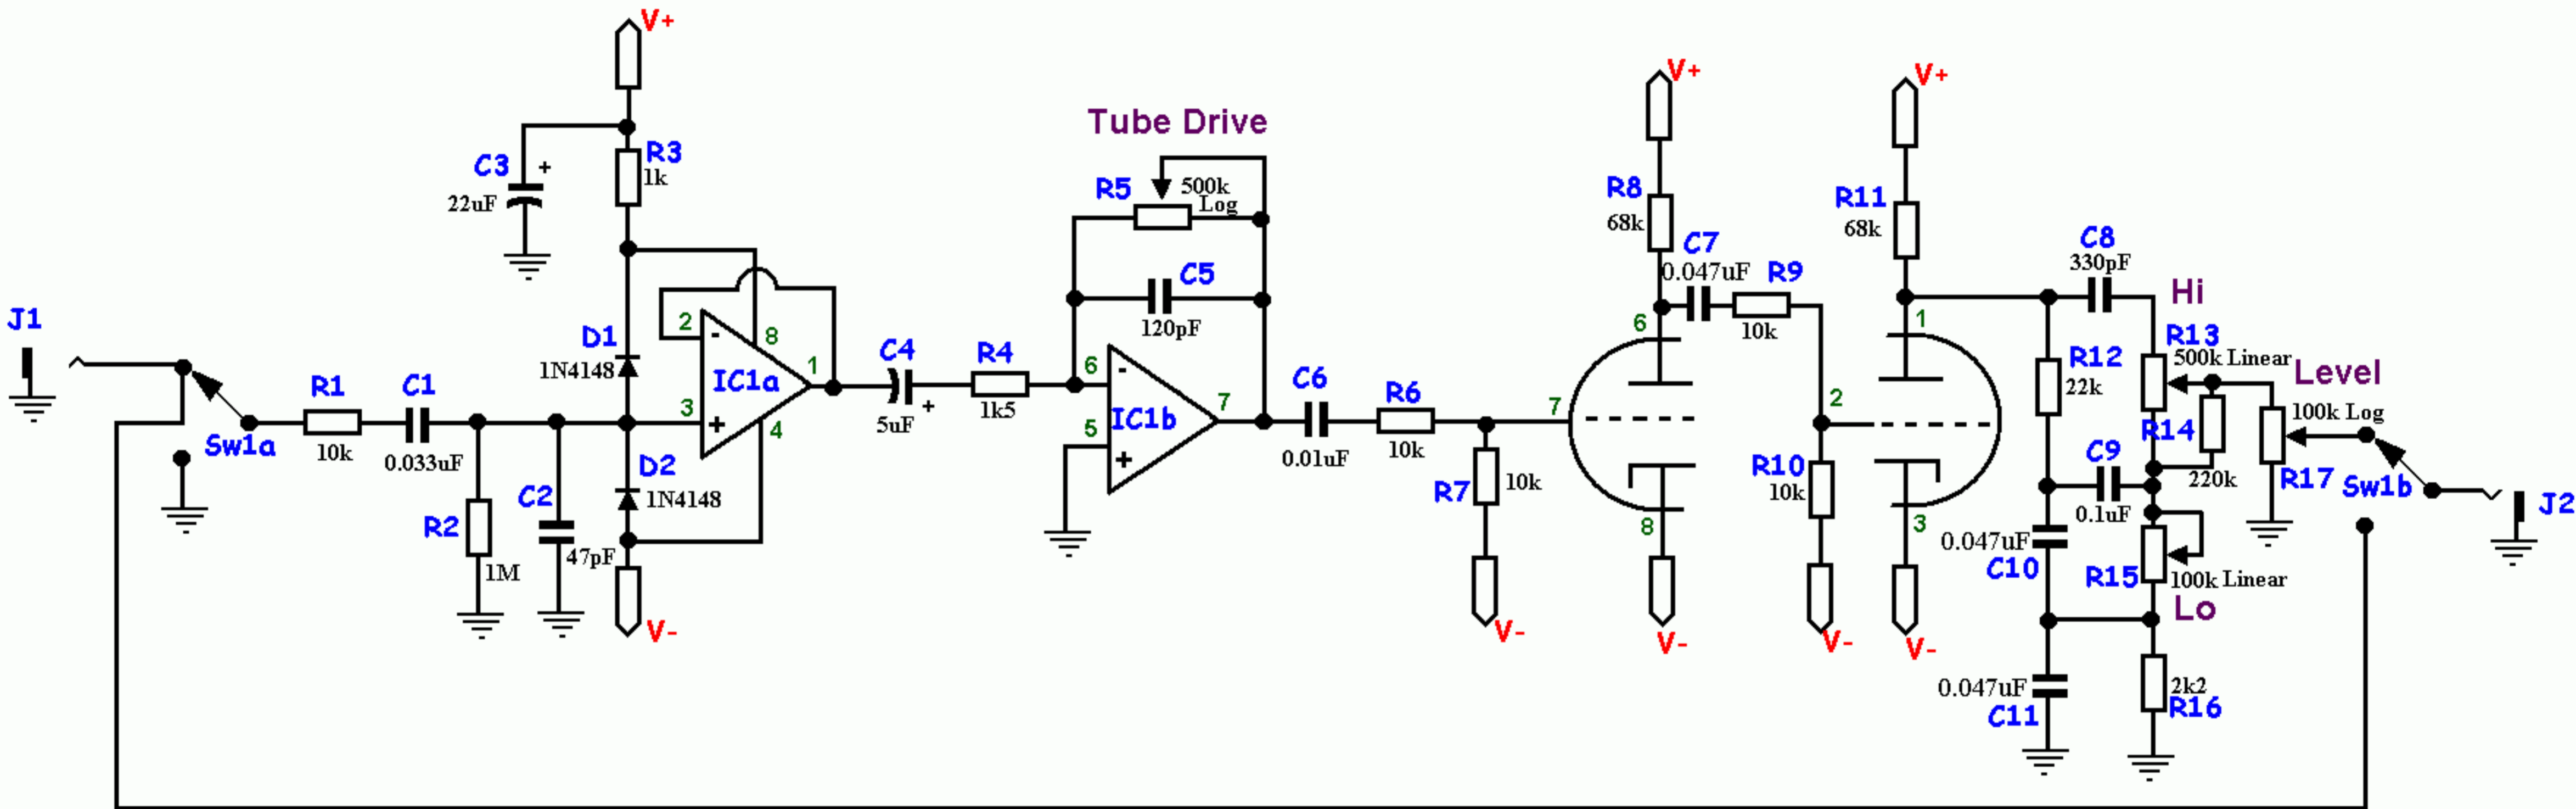 J1
Sw1a
R1
10k
C1
0.033uF
R2
1M
C2
47pF
C3
+
22uF
V+
R3
1k
D1
1N4148
D2
1N4148
V-
2
-
8
IC1a
1
3
+
4
C4
5uF
+
R4
1k5
Tube Drive
R5
500k
Log
C5
120pF
6
-
IC1b
7
5
+
C6
0.01uF
R6
10k
R7
10k
V-
V+
R8
68k
C7
0.047uF
R9
10k
6
7
8
V-
2
R10
10k
V-
V+
R11
68k
1
3
V-
C8
330pF
Hi
R13
500k Linear
R12
22k
R14
220k
C9
0.1uF
0.047uF
C10
R15
100k Linear
Lo
0.047uF
C11
2k2
R16
Level
100k Log
R17
Sw1b
J2